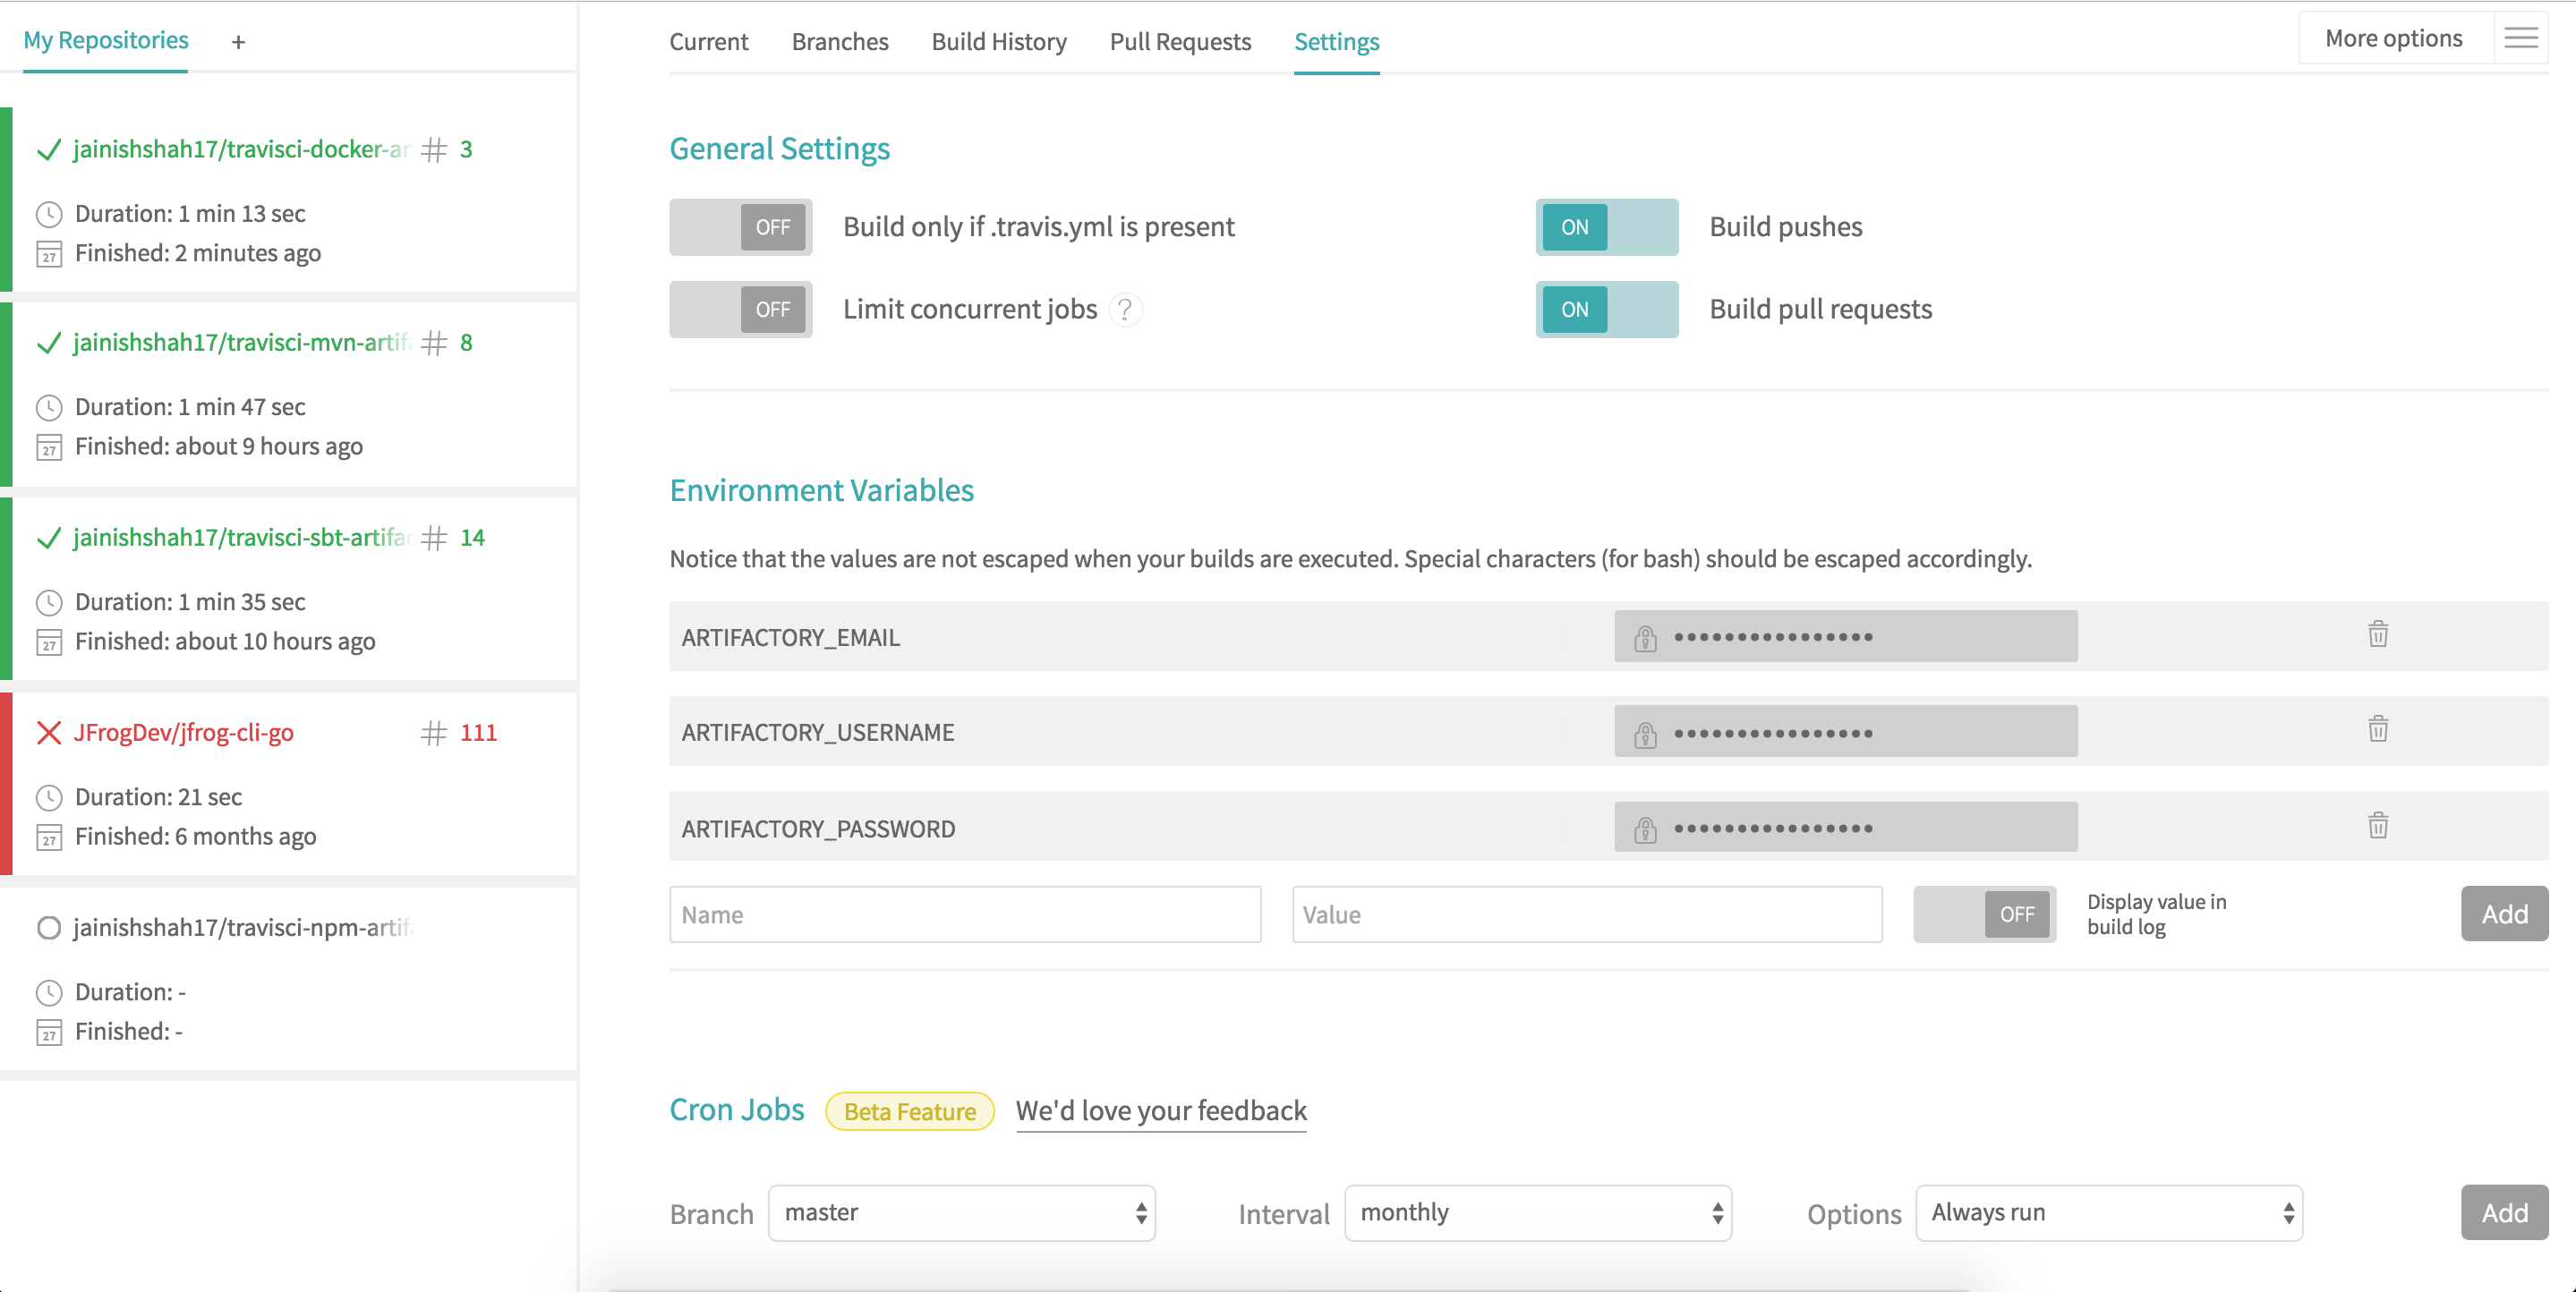 My Repositories +
jainishshah17/travisci-docker-ar # 3
Duration: 1 min 13 sec
27 Finished: 2 minutes ago
jainishshah17/travisci-mvn-artifa # 8
Duration: 1 min 47 sec
27 Finished: about 9 hours ago
jainishshah17/travisci-sbt-artifac # 14
Duration: 1 min 35 sec
27 Finished: about 10 hours ago
JFrogDev/jfrog-cli-go # 111
Duration: 21 sec
27 Finished: 6 months ago
jainishshah17/travisci-npm-artifa
Duration: -
27 Finished: -
Current Branches Build History Pull Requests Settings More options
General Settings
OFF Build only if .travis.yml is present ON Build pushes
OFF Limit concurrent jobs ? ON Build pull requests
Environment Variables
Notice that the values are not escaped when your builds are executed. Special characters (for bash) should be escaped accordingly.
ARTIFACTORY_EMAIL ••••••••••••••••
ARTIFACTORY_USERNAME ••••••••••••••••
ARTIFACTORY_PASSWORD ••••••••••••••••
Name Value OFF Display value in
build log
Add
Cron Jobs Beta Feature We'd love your feedback
Branch master Interval monthly Options Always run Add